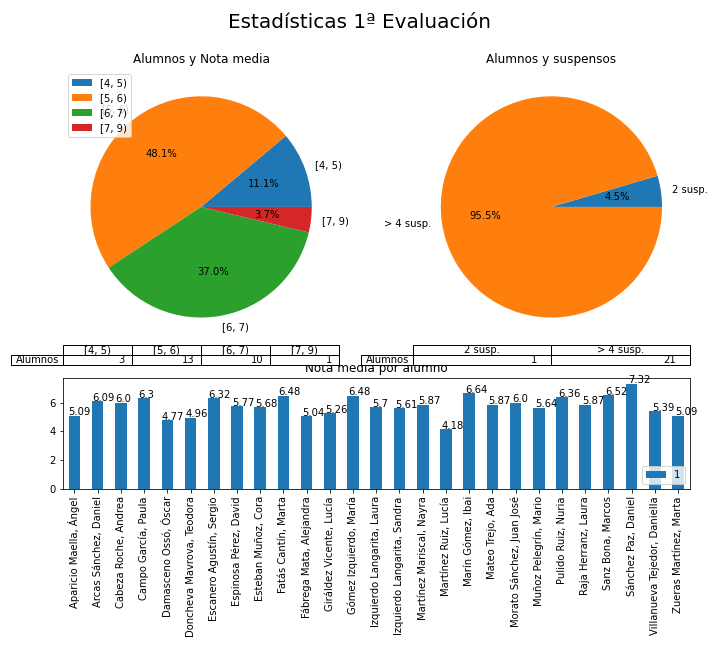 Estadísticas 1ª Evaluación
Alumnos y Nota media
[4, 5)
[5, 6)
[6, 7)
[7, 9)
48.1%
11.1%
3.7%
37.0%
[4, 5)
[7, 9)
[6, 7)
Alumnos y suspensos
2 susp.
4.5%
95.5%
> 4 susp.
[4, 5) [5, 6) [6, 7) [7, 9)
Alumnos 3 13 10 1
2 susp. > 4 susp.
Alumnos 1 21
Nota media por alumno
6
4
2
0
5.09 6.09 6.0 6.3 4.77 4.96 6.32 5.77 5.68 6.48 5.04 5.26 6.48 5.7 5.61 5.87 4.18 6.64 5.87 6.0 5.64 6.36 5.87 6.52 7.32 5.39 5.09
1
Aparicio Maella, Ángel
Arcas Sánchez, Daniel
Cabeza Roche, Andrea
Campo García, Paula
Damasceno Ossó, Óscar
Doncheva Mavrova, Teodora
Escanero Agustín, Sergio
Espinosa Pérez, David
Esteban Muñoz, Cora
Fatás Cantín, Marta
Fábrega Mata, Alejandra
Giráldez Vicente, Lucía
Gómez Izquierdo, María
Izquierdo Langarita, Laura
Izquierdo Langarita, Sandra
Martínez Mariscal, Nayra
Martínez Ruiz, Lucía
Marín Gómez, Ibai
Mateo Trejo, Ada
Morato Sánchez, Juan José
Muñoz Pelegrín, Mario
Pulido Ruiz, Nuria
Raja Herranz, Laura
Sanz Bona, Marcos
Sánchez Paz, Daniel
Villanueva Tejedor, Daniella
Zueras Martínez, Marta